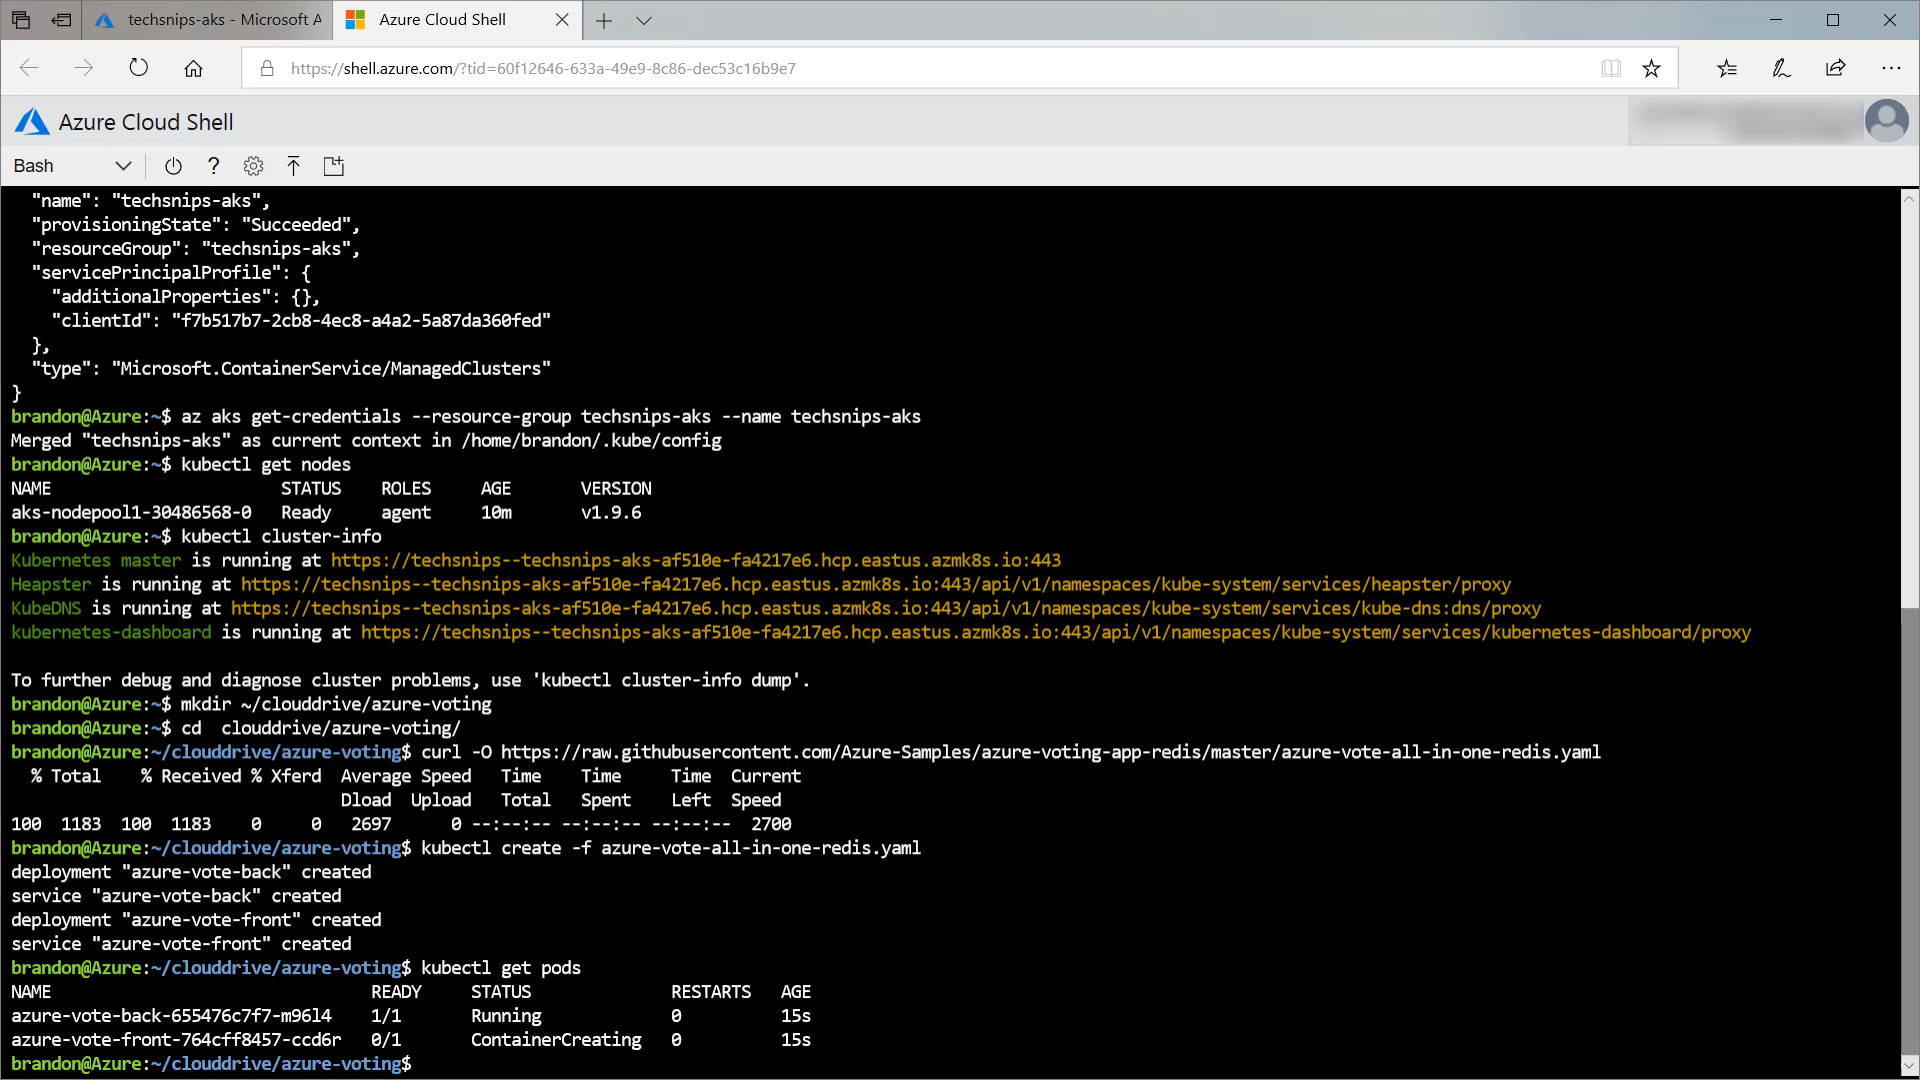 techsnips-aks - Microsoft A
Azure Cloud Shell
https://shell.azure.com/?tid=60f12646-633a-49e9-8c86-dec53c16b9e7
Azure Cloud Shell
Bash
?
"name": "techsnips-aks",
"provisioningState": "Succeeded",
"resourceGroup": "techsnips-aks",
"servicePrincipalProfile": {
"additionalProperties": {},
"clientId": "f7b517b7-2cb8-4ec8-a4a2-5a87da360fed"
},
"type": "Microsoft.ContainerService/ManagedClusters"
}
brandon@Azure:~$ az aks get-credentials --resource-group techsnips-aks --name techsnips-aks
Merged "techsnips-aks" as current context in /home/brandon/.kube/config
brandon@Azure:~$ kubectl get nodes
NAME STATUS ROLES AGE VERSION
aks-nodepool1-30486568-0 Ready agent 10m v1.9.6
brandon@Azure:~$ kubectl cluster-info
Kubernetes master is running at https://techsnips--techsnips-aks-af510e-fa4217e6.hcp.eastus.azmk8s.io:443
Heapster is running at https://techsnips--techsnips-aks-af510e-fa4217e6.hcp.eastus.azmk8s.io:443/api/v1/namespaces/kube-system/services/heapster/proxy
KubeDNS is running at https://techsnips--techsnips-aks-af510e-fa4217e6.hcp.eastus.azmk8s.io:443/api/v1/namespaces/kube-system/services/kube-dns:dns/proxy
kubernetes-dashboard is running at https://techsnips--techsnips-aks-af510e-fa4217e6.hcp.eastus.azmk8s.io:443/api/v1/namespaces/kube-system/services/kubernetes-dashboard/proxy
To further debug and diagnose cluster problems, use 'kubectl cluster-info dump'.
brandon@Azure:~$ mkdir ~/clouddrive/azure-voting
brandon@Azure:~$ cd  clouddrive/azure-voting/
brandon@Azure:~/clouddrive/azure-voting$ curl -O https://raw.githubusercontent.com/Azure-Samples/azure-voting-app-redis/master/azure-vote-all-in-one-redis.yaml
% Total % Received % Xferd Average Speed Time Time Time Current
Dload Upload Total Spent Left Speed
100 1183 100 1183 0 0 2697 0 --:--:-- --:--:-- --:--:-- 2700
brandon@Azure:~/clouddrive/azure-voting$ kubectl create -f azure-vote-all-in-one-redis.yaml
deployment "azure-vote-back" created
service "azure-vote-back" created
deployment "azure-vote-front" created
service "azure-vote-front" created
brandon@Azure:~/clouddrive/azure-voting$ kubectl get pods
NAME READY STATUS RESTARTS AGE
azure-vote-back-655476c7f7-m96l4 1/1 Running 0 15s
azure-vote-front-764cff8457-ccd6r 0/1 ContainerCreating 0 15s
brandon@Azure:~/clouddrive/azure-voting$